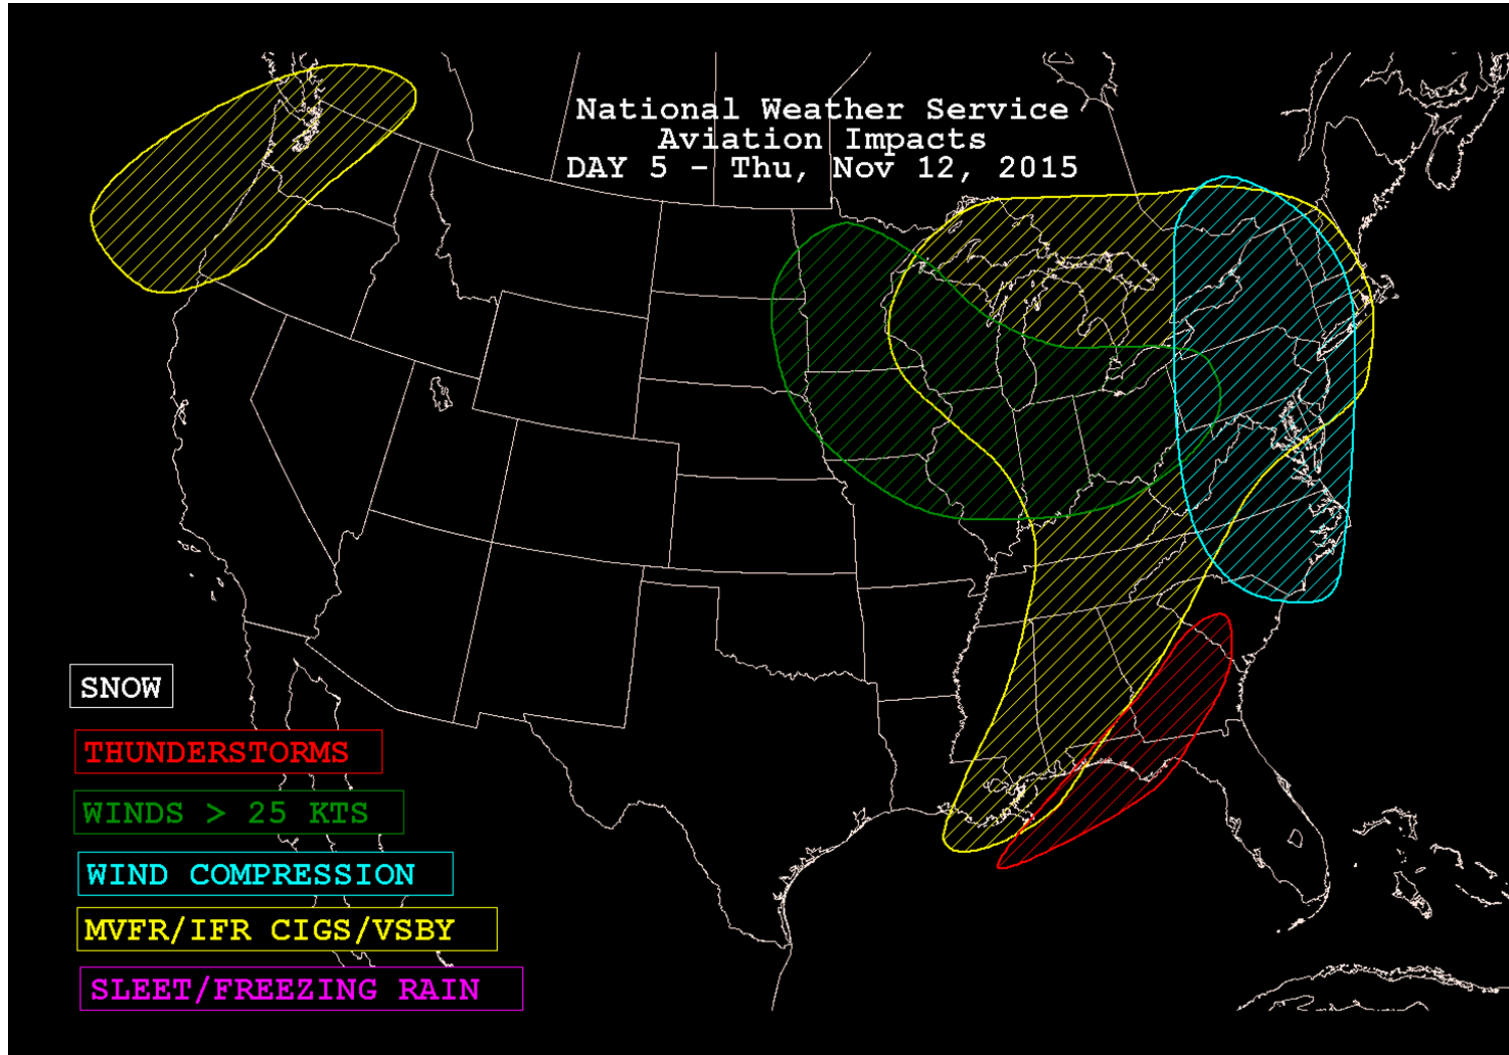 National Weather Service
Aviation Impacts
DAY 5 - Thu, Nov 12, 2015
SNOW
THUNDERSTORMS
WINDS > 25 KTS
WIND COMPRESSION
MVFR/IFR CIGS/VSBY
SLEET/FREEZING RAIN